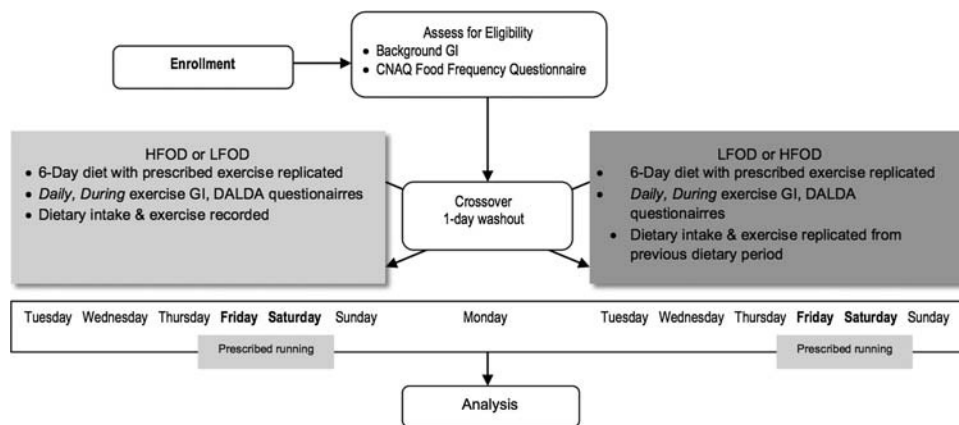 Assess for Eligibility
• Background GI
• CNAQ Food Frequency Questionnaire
Enrollment
HFOD or LFOD
• 6-Day diet with prescribed exercise replicated
• Daily, During exercise GI, DALDA questionairres
• Dietary intake & exercise recorded
Crossover
1-day washout
LFOD or HFOD
• 6-Day diet with prescribed exercise replicated
• Daily, During exercise GI, DALDA
questionairres
• Dietary intake & exercise replicated from
previous dietary period
Tuesday Wednesday Thursday Friday Saturday Sunday Monday Tuesday Wednesday Thursday Friday Saturday Sunday
Prescribed running Prescribed running
Analysis